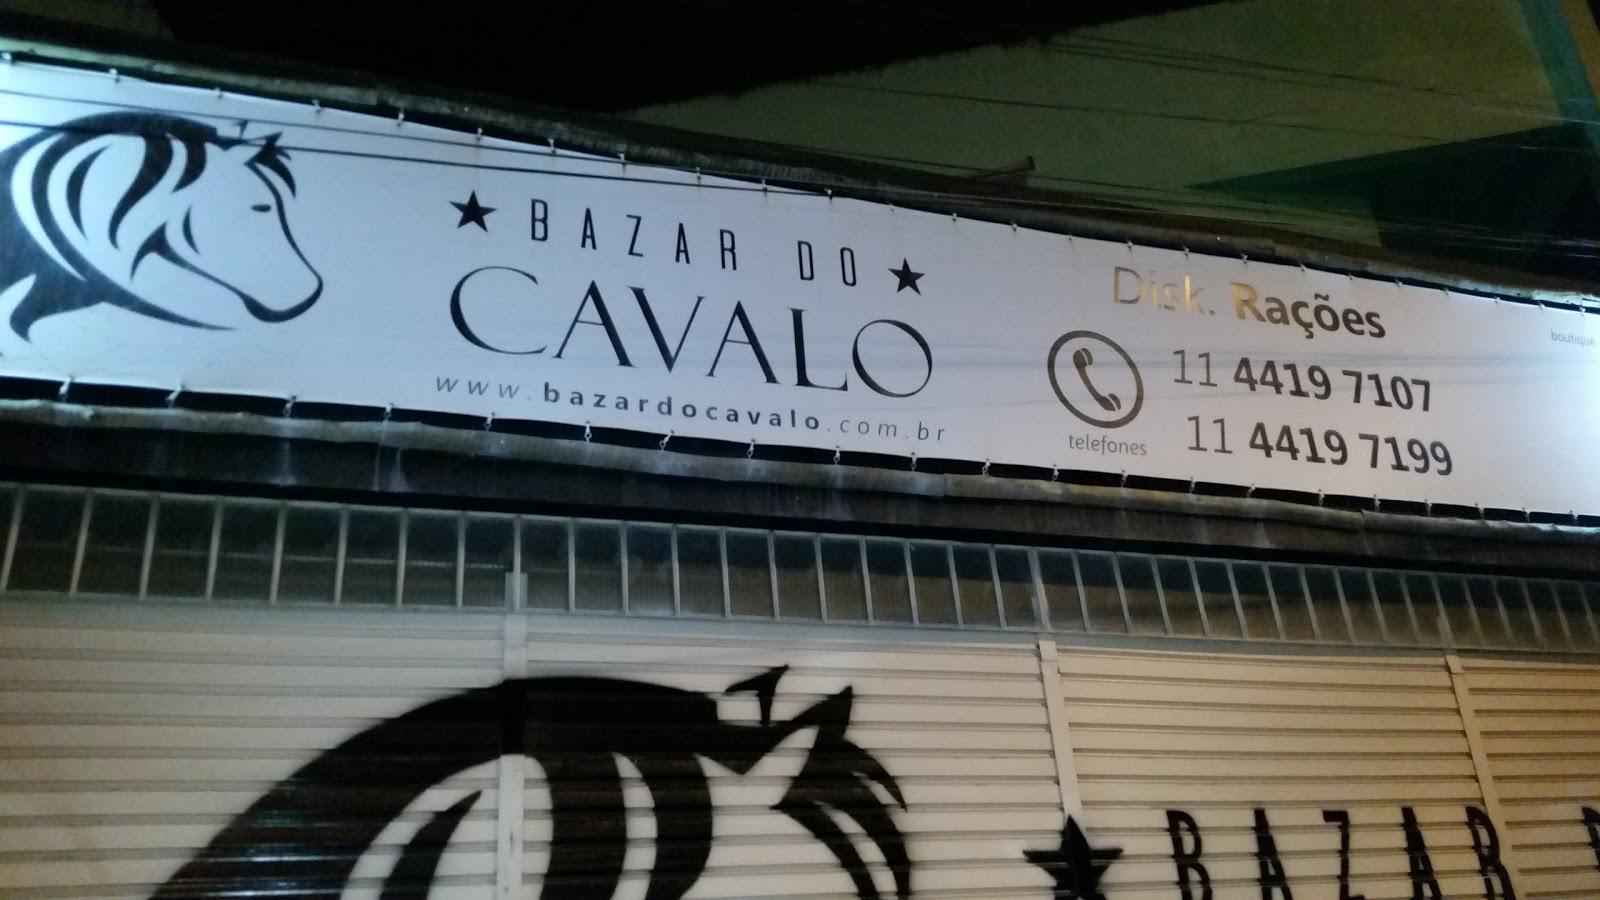 BAZAR DO
CAVALO
www.bazardocavalo.com.br
Disk. Rações
11 4419 7107
11 4419 7199
telefones
boutique
BAZAR